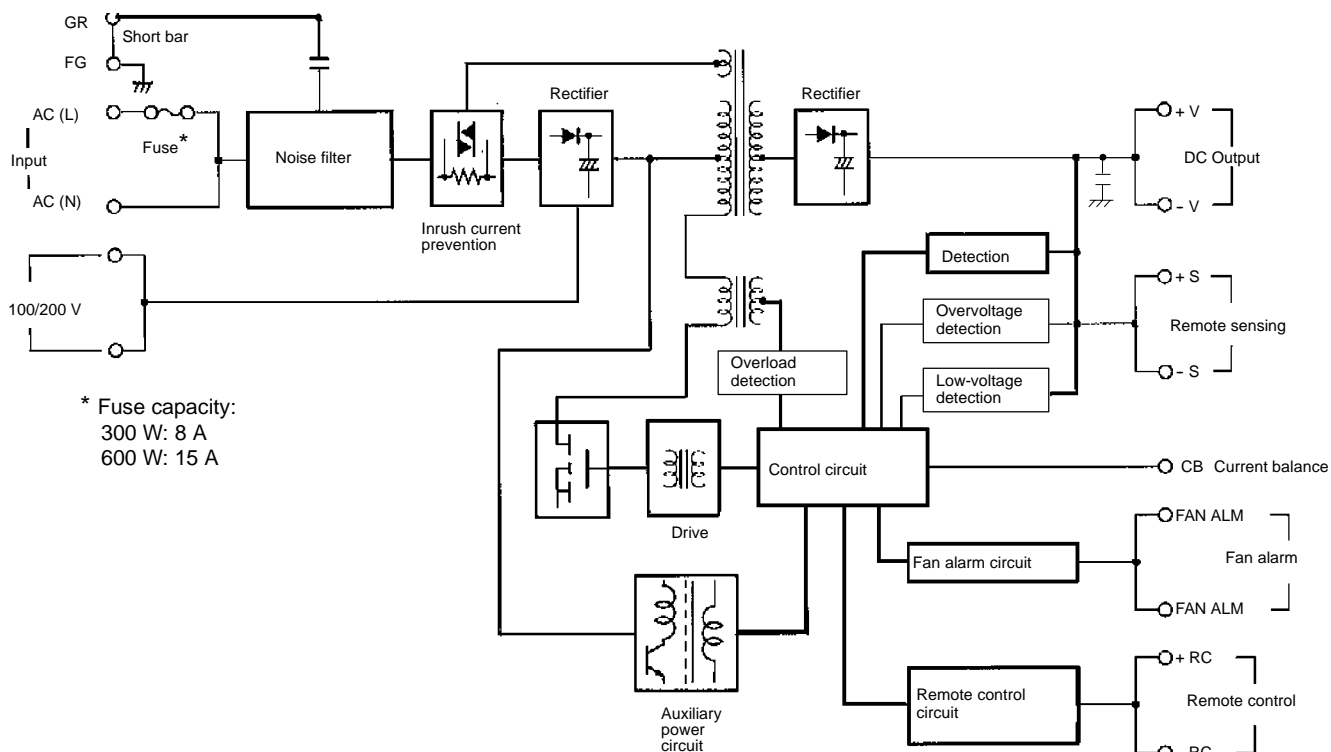 GR
Short bar
FG
AC (L)
Fuse*
Input
AC (N)
Noise filter
Inrush current
prevention
Rectifier
Rectifier
+ V
DC Output
− V
100/200 V
Detection
Overvoltage
detection
Low-voltage
detection
+ S
Remote sensing
− S
Overload
detection
* Fuse capacity:
300 W: 8 A
600 W: 15 A
Drive
Control circuit
CB Current balance
FAN ALM
Fan alarm circuit
Fan alarm
FAN ALM
Auxiliary
power
circuit
Remote control
circuit
+ RC
Remote control
− RC